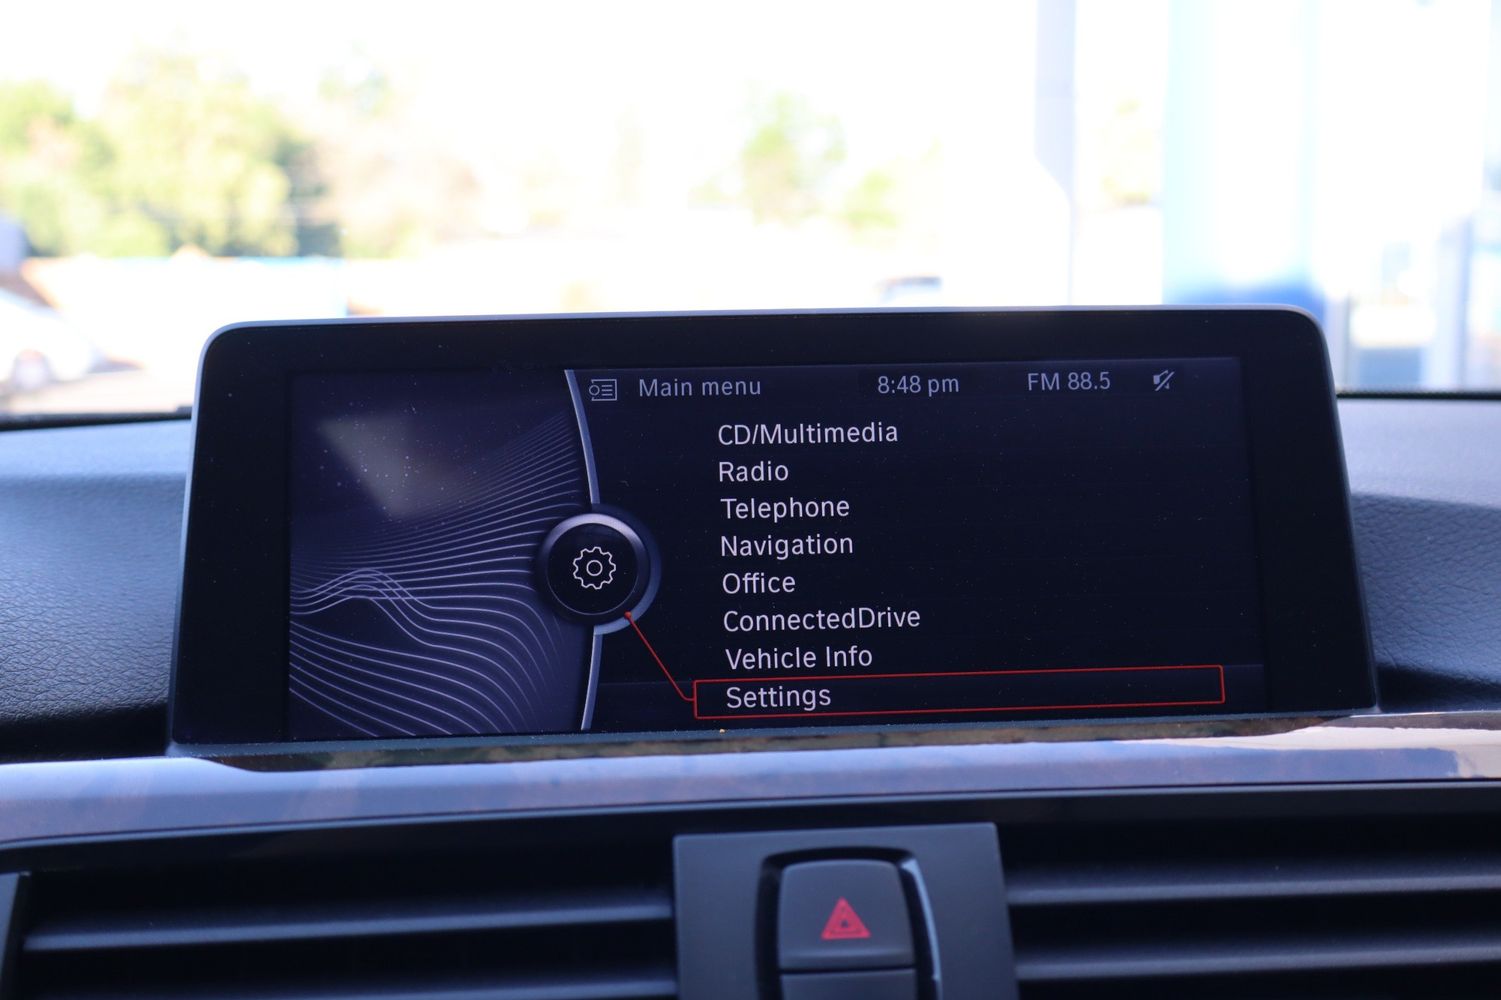 Main menu 8:48 pm FM 88.5
CD/Multimedia
Radio
Telephone
Navigation
Office
ConnectedDrive
Vehicle Info
Settings